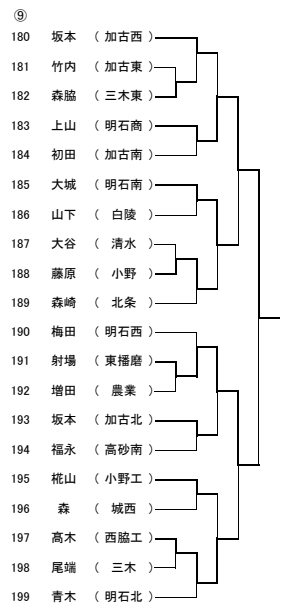 ⑨
180 坂本 （ 加古西 ）
181 竹内 （ 加古東 ）
182 森脇 （ 三木東 ）
183 上山 （ 明石商 ）
184 初田 （ 加古南 ）
185 大城 （ 明石南 ）
186 山下 （ 白陵 ）
187 大谷 （ 清水 ）
188 藤原 （ 小野 ）
189 森崎 （ 北条 ）
190 梅田 （ 明石西 ）
191 射場 （ 東播磨 ）
192 増田 （ 農業 ）
193 坂本 （ 加古北 ）
194 福永 （ 高砂南 ）
195 椛山 （ 小野工 ）
196 森 （ 城西 ）
197 高木 （ 西脇工 ）
198 尾端 （ 三木 ）
199 青木 （ 明石北 ）